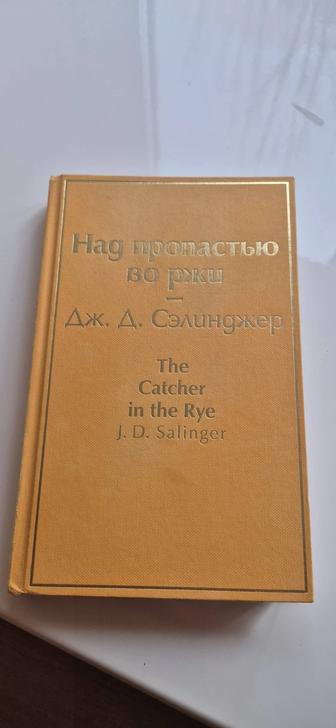 Над пропастью
во ржи
–
Дж. Д. Сэлинджер
The
Catcher
in the Rye
J. D. Salinger